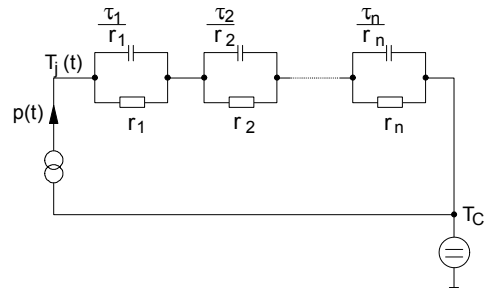 τ1 τ2 τn
r1 r2 rn
Tj (t)
r1 r2 rn
p(t)
TC